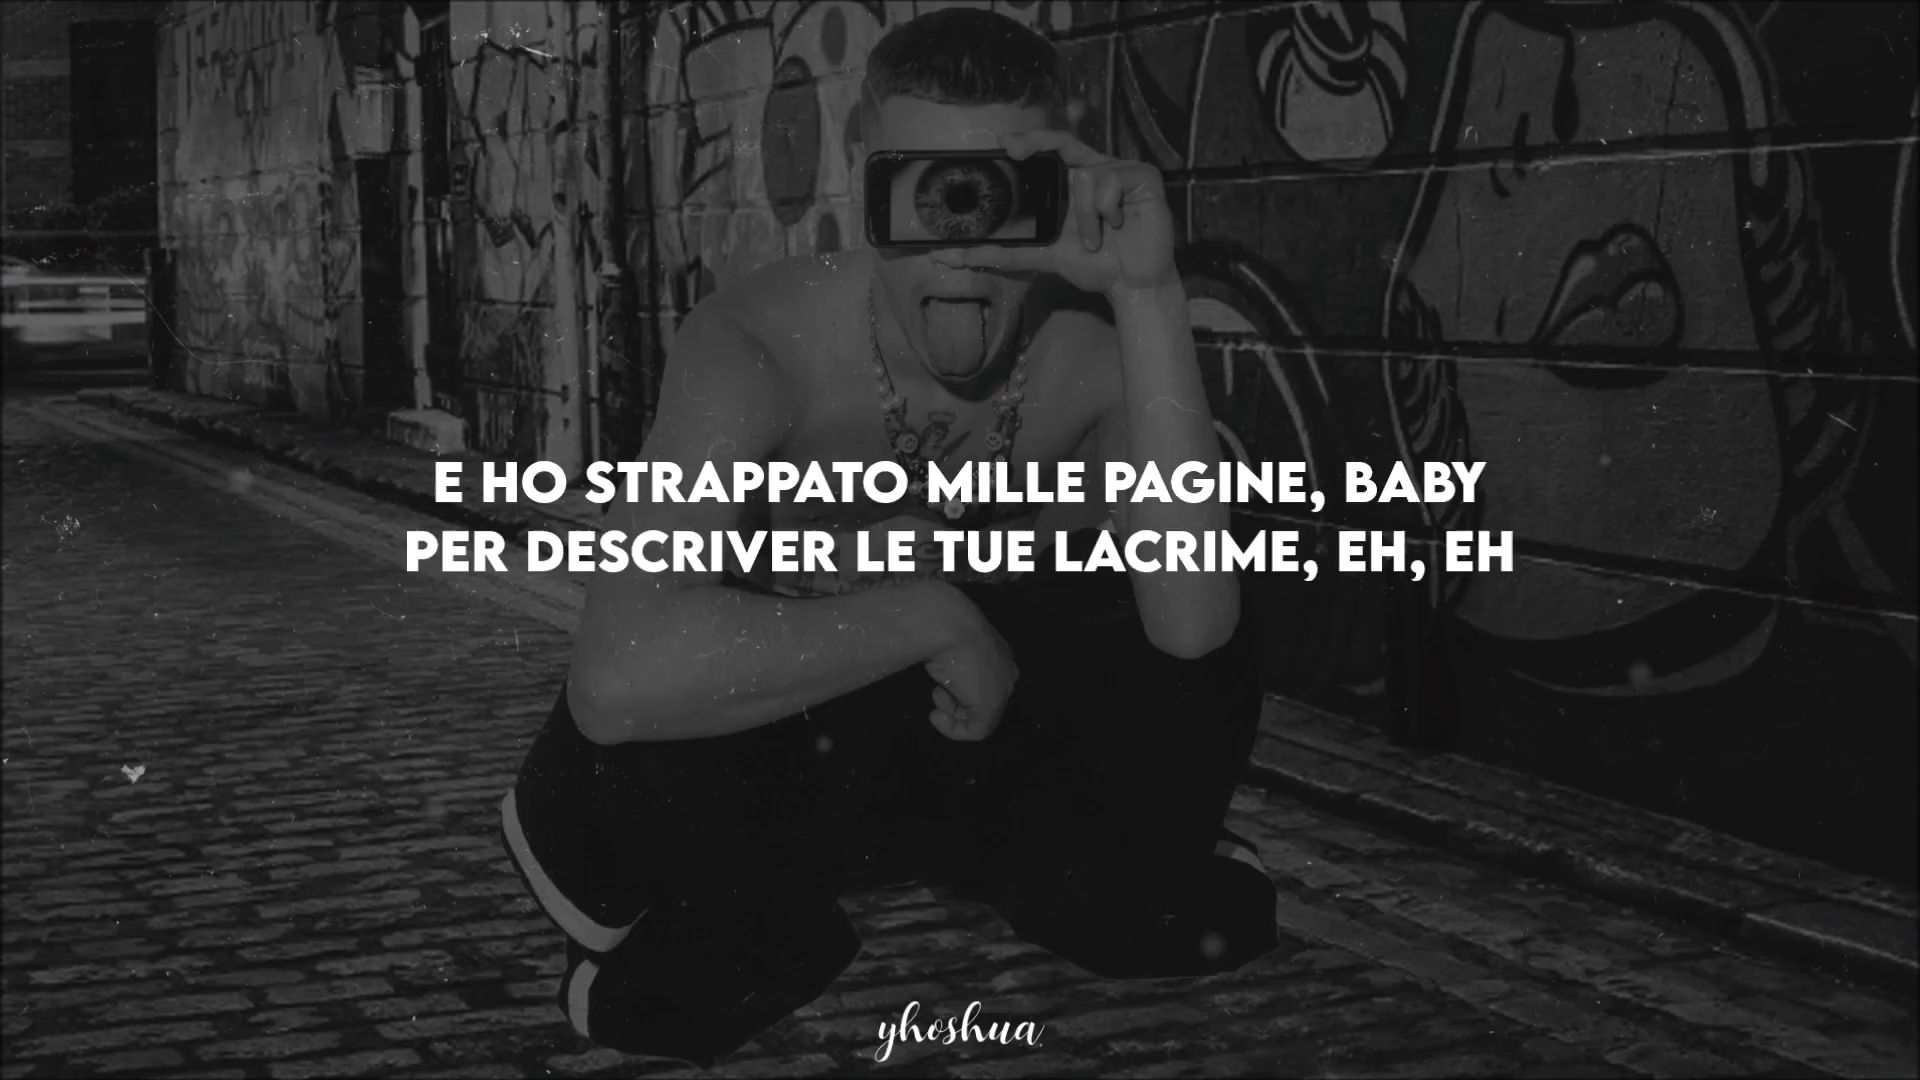 E HO STRAPPATO MILLE PAGINE, BABY
PER DESCRIVER LE TUE LACRIME, EH, EH
yhoshua